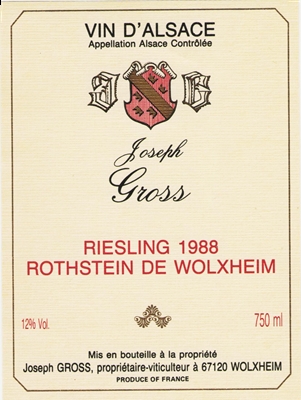 VIN D'ALSACE
Appellation Alsace Contrôlée
J G
Joseph
Gross
RIESLING 1988
ROTHSTEIN DE WOLXHEIM
12% Vol.
750 ml
Mis en bouteille à la propriété
Joseph GROSS, propriétaire-viticulteur à 67120 WOLXHEIM
PRODUCE OF FRANCE